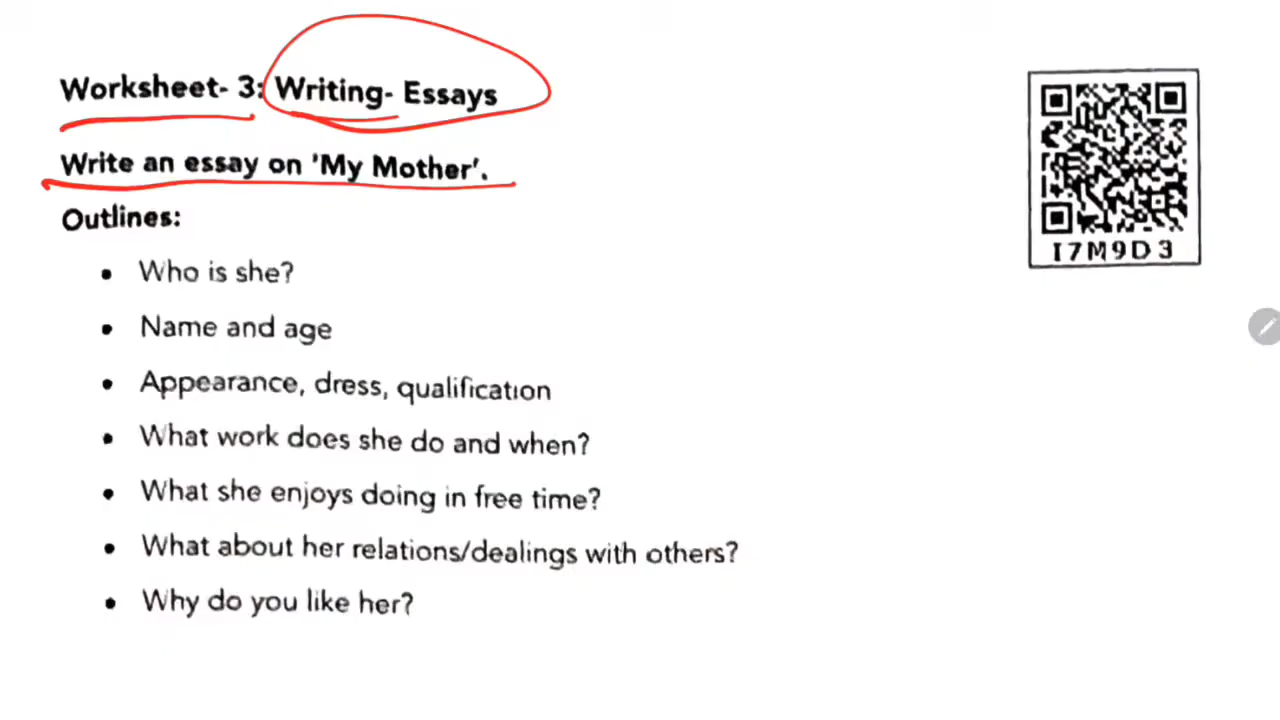 Worksheet- 3: Writing- Essays
Write an essay on 'My Mother'.
Outlines:
• Who is she?
• Name and age
• Appearance, dress, qualification
• What work does she do and when?
• What she enjoys doing in free time?
• What about her relations/dealings with others?
• Why do you like her?
I7M9D3